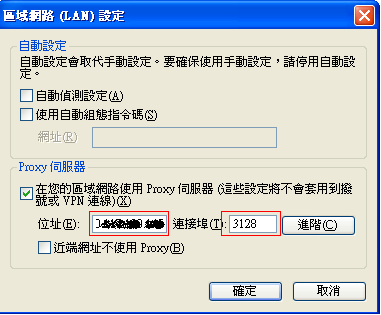 區域網路 (LAN) 設定
自動設定
自動設定會取代手動設定。要確保使用手動設定，請停用自動設
定。
自動偵測設定(A)
使用自動組態指令碼(S)
網址(R)
Proxy 伺服器
在您的區域網路使用 Proxy 伺服器 (這些設定將不會套用到撥
號或 VPN 連線)(X)
位址(E): 連接埠(T): 3128 進階(C)
近端網址不使用 Proxy(B)
確定 取消